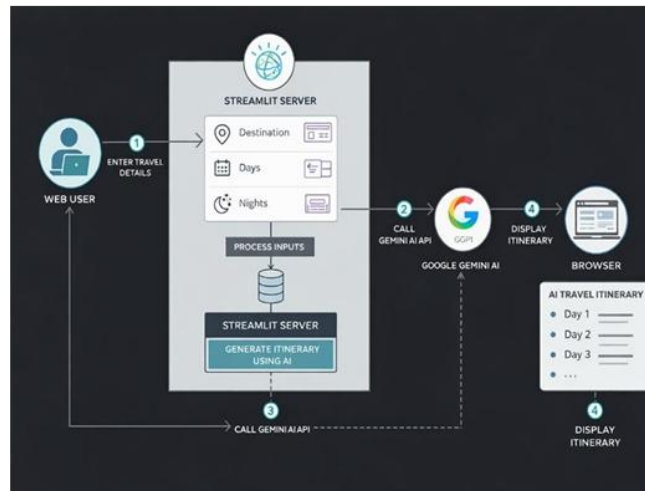 STREAMLIT SERVER
1
ENTER TRAVEL
DETAILS
WEB USER
Destination
Days
Nights
PROCESS INPUTS
STREAMLIT SERVER
GENERATE ITINERARY
USING AI
2
CALL
GEMINI AI API
G
GGPI
GOOGLE GEMINI AI
4
DISPLAY
ITINERARY
BROWSER
AI TRAVEL ITINERARY
Day 1
Day 2
Day 3
...
3
CALL GEMINI AI API
4
DISPLAY
ITINERARY